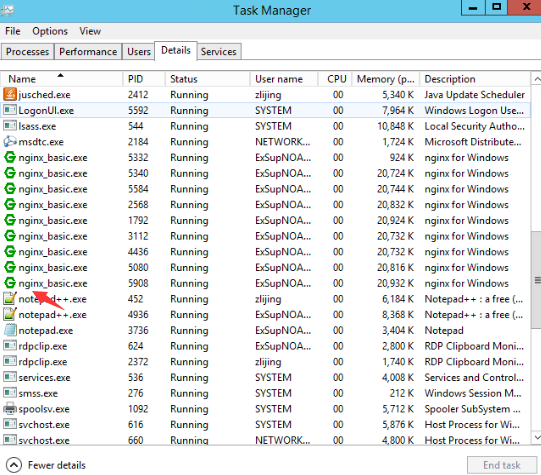 Task Manager
File Options View
Processes Performance Users Details Services
Name PID Status User name CPU Memory (p... Description
jusched.exe 2412 Running zlijing 00 5,340 K Java Update Scheduler
LogonUI.exe 5592 Running SYSTEM 00 7,964 K Windows Logon Use...
lsass.exe 544 Running SYSTEM 00 10,848 K Local Security Autho...
msdtc.exe 2184 Running NETWORK... 00 1,724 K Microsoft Distribute...
nginx_basic.exe 5332 Running ExSupNOA... 00 924 K nginx for Windows
nginx_basic.exe 5340 Running ExSupNOA... 00 20,724 K nginx for Windows
nginx_basic.exe 5584 Running ExSupNOA... 00 20,744 K nginx for Windows
nginx_basic.exe 2568 Running ExSupNOA... 00 20,832 K nginx for Windows
nginx_basic.exe 1792 Running ExSupNOA... 00 20,924 K nginx for Windows
nginx_basic.exe 3112 Running ExSupNOA... 00 20,732 K nginx for Windows
nginx_basic.exe 4436 Running ExSupNOA... 00 20,732 K nginx for Windows
nginx_basic.exe 5080 Running ExSupNOA... 00 20,816 K nginx for Windows
nginx_basic.exe 5908 Running ExSupNOA... 00 20,932 K nginx for Windows
notepad++.exe 452 Running zlijing 00 6,184 K Notepad++ : a free (...
notepad++.exe 4936 Running ExSupNOA... 00 8,368 K Notepad++ : a free (...
notepad.exe 3736 Running ExSupNOA... 00 3,404 K Notepad
rdpclip.exe 624 Running ExSupNOA... 00 2,800 K RDP Clipboard Moni...
rdpclip.exe 2372 Running zlijing 00 1,740 K RDP Clipboard Moni...
services.exe 536 Running SYSTEM 00 4,008 K Services and Control...
smss.exe 276 Running SYSTEM 00 212 K Windows Session M...
spoolsv.exe 1092 Running SYSTEM 00 5,712 K Spooler SubSystem ...
svchost.exe 616 Running SYSTEM 00 5,876 K Host Process for Wi...
svchost.exe 660 Running NETWORK... 00 4,800 K Host Process for Wi...
Fewer details End task